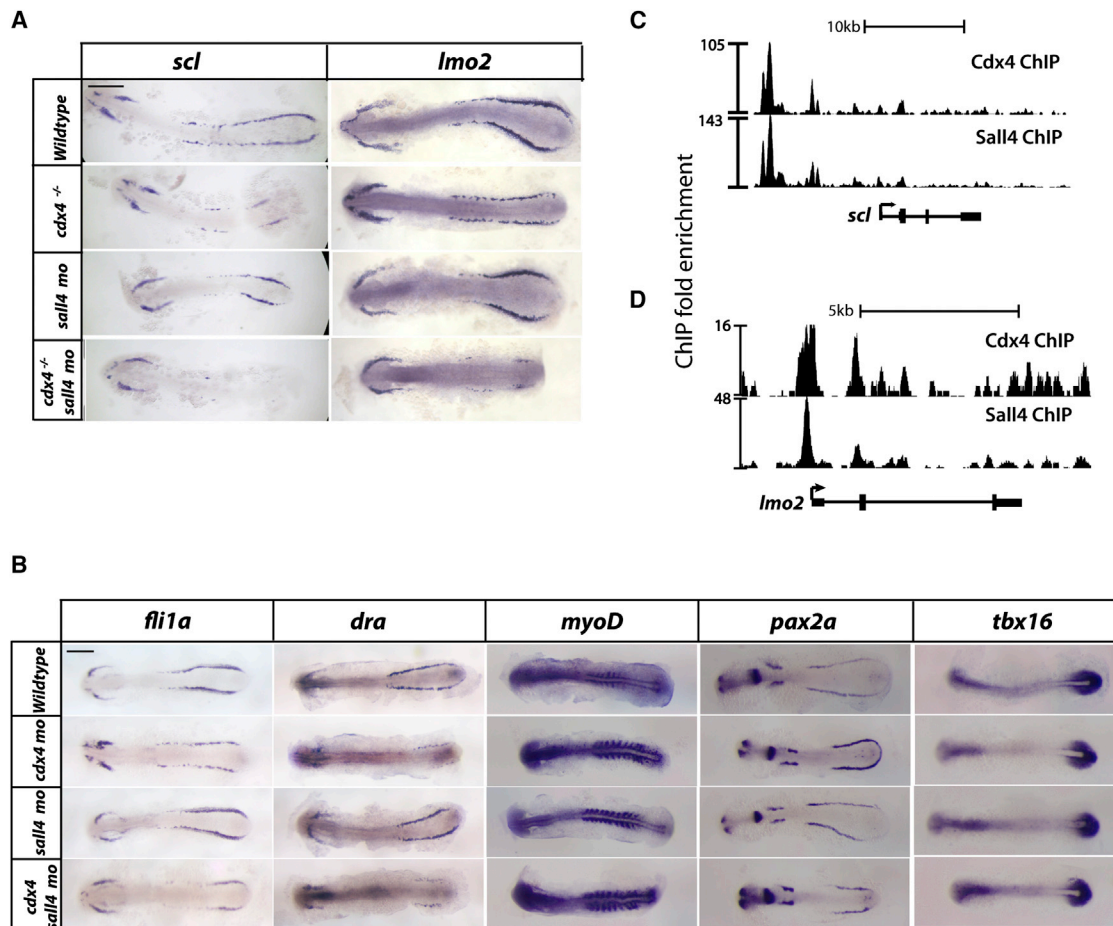 A
scl
lmo2
Wildtype
cdx4 -/-
sall4 mo
cdx4-/-
sall4 mo
C
10kb
105
Cdx4 ChIP
143
Sall4 ChIP
scl
ChIP fold enrichment
D
5kb
16
Cdx4 ChIP
48
Sall4 ChIP
lmo2
B
fli1a
dra
myoD
pax2a
tbx16
Wildtype
cdx4 mo
sall4 mo
cdx4
sall4 mo